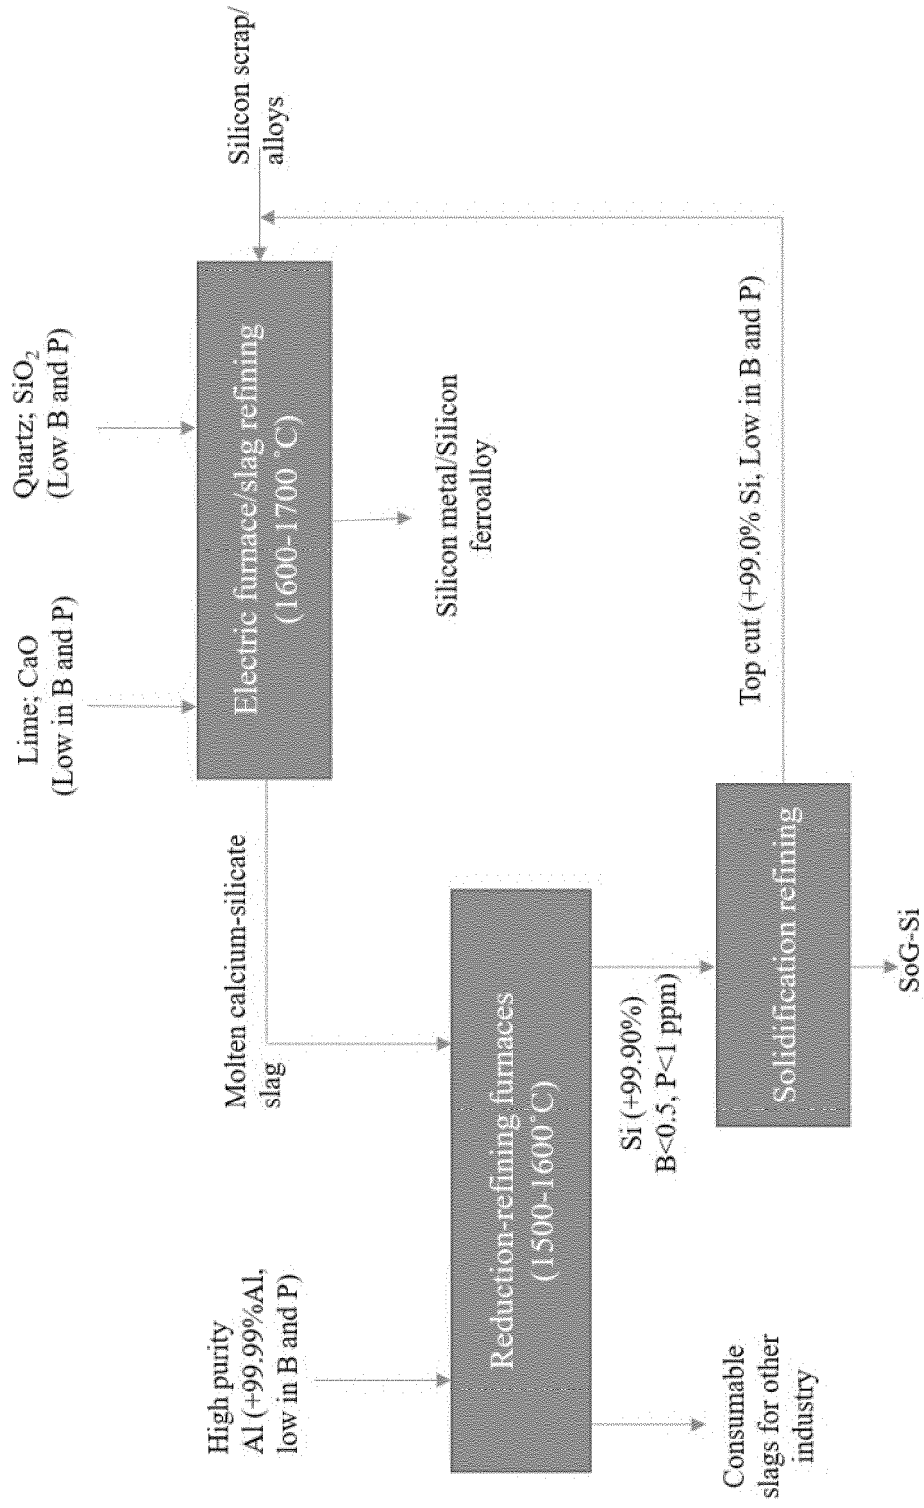 Lime; CaO
(Low in B and P)
Quartz; SiO₂
(Low B and P)
Silicon scrap/
alloys
Electric furnace/slag refining
(1600-1700 °C)
Molten calcium-silicate
slag
Silicon metal/Silicon
ferroalloy
High purity
Al (+99.99%Al,
low in B and P)
Reduction-refining furnaces
(1500-1600°C)
Consumable
slags for other
industry
Si (+99.90%)
B<0.5, P<1 ppm)
Top cut (+99.0% Si, Low in B and P)
Solidification refining
SoG-Si